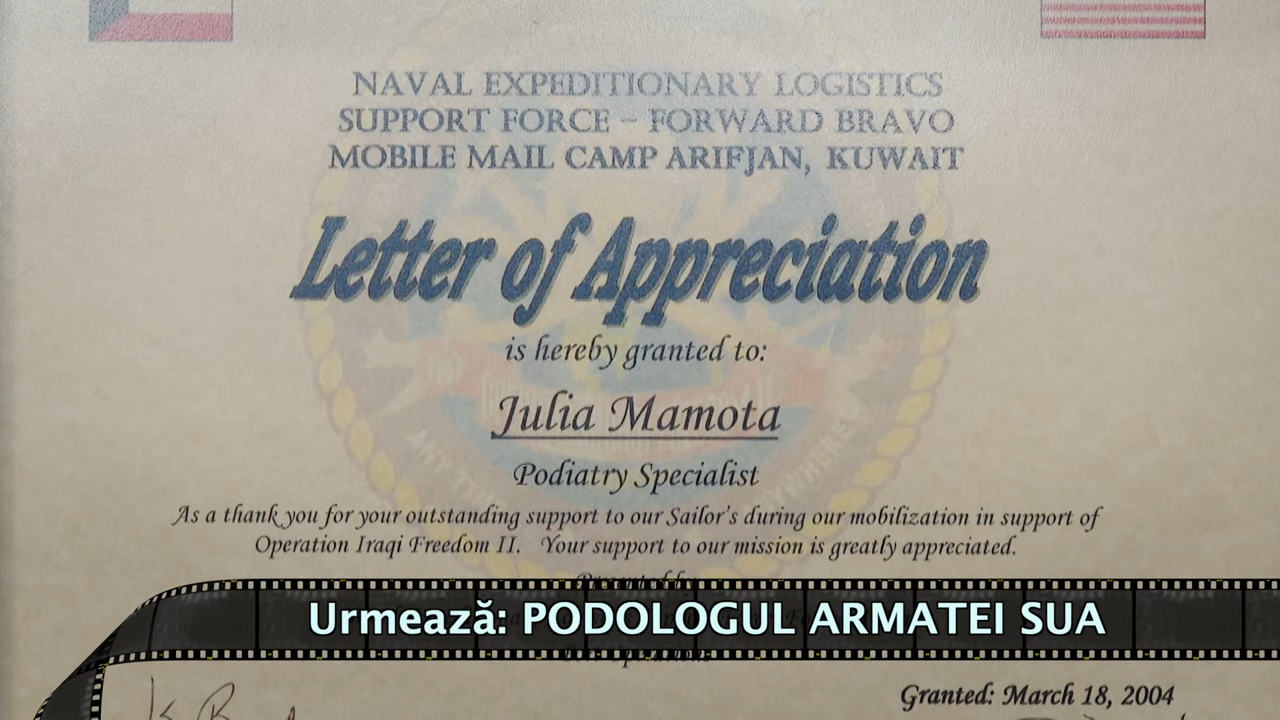 NAVAL EXPEDITIONARY LOGISTICS
SUPPORT FORCE – FORWARD BRAVO
MOBILE MAIL CAMP ARIFJAN, KUWAIT
Letter of Appreciation
is hereby granted to:
Julia Mamota
Podiatry Specialist
As a thank you for your outstanding support to our Sailor's during our mobilization in support of
Operation Iraqi Freedom II. Your support to our mission is greatly appreciated.
Presented by
Urmează: PODOLOGUL ARMATEI SUA
Granted: March 18, 2004